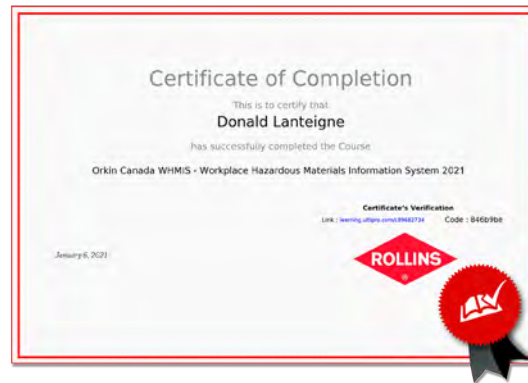 Certificate of Completion
This is to certify that
Donald Lanteigne
has successfully completed the Course
Orkin Canada WHMIS - Workplace Hazardous Materials Information System 2021
Certificate's Verification
Link : Code : 846b9be
January 6, 2021
ROLLINS
®